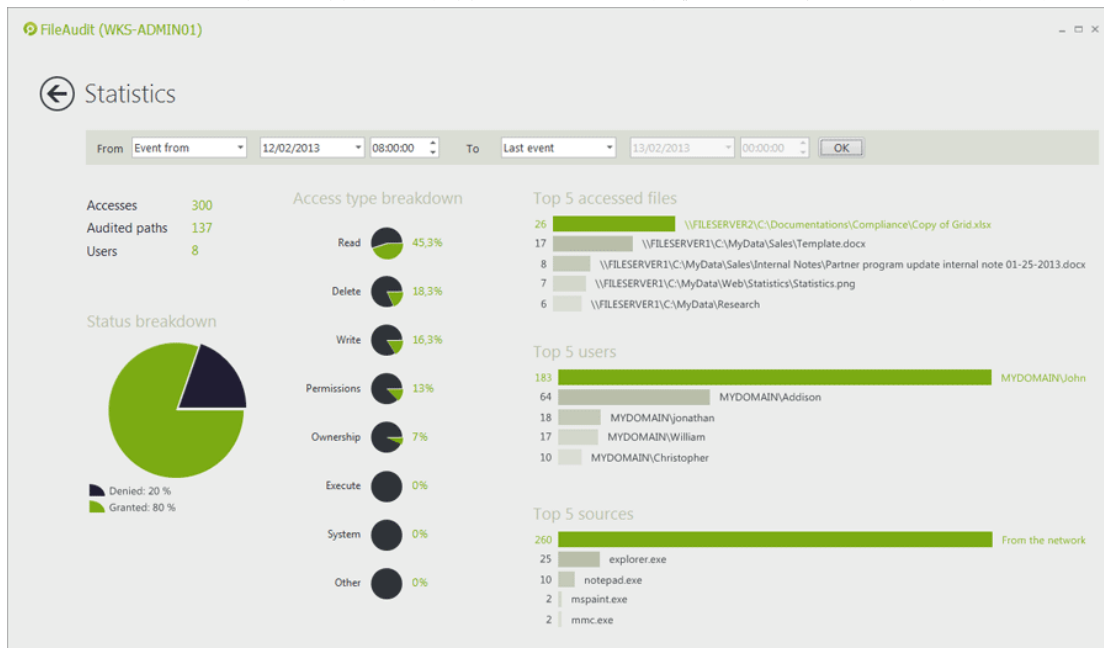 FileAudit (WKS-ADMIN01)
Statistics
From Event from 12/02/2013 08:00:00 To Last event 13/02/2013 00:00:00 OK
Accesses 300
Audited paths 137
Users 8
Status breakdown
Denied: 20 %
Granted: 80 %
Access type breakdown
Read 45,3%
Delete 18,3%
Write 16,3%
Permissions 13%
Ownership 7%
Execute 0%
System 0%
Other 0%
Top 5 accessed files
26 \\FILESERVER2\C:\Documentations\Compliance\Copy of Grid.xlsx
17 \\FILESERVER1\C:\MyData\Sales\Template.docx
8 \\FILESERVER1\C:\MyData\Sales\Internal Notes\Partner program update internal note 01-25-2013.docx
7 \\FILESERVER1\C:\MyData\Web\Statistics\Statistics.png
6 \\FILESERVER1\C:\MyData\Research
Top 5 users
183 MYDOMAIN\John
64 MYDOMAIN\Addison
18 MYDOMAIN\jonathan
17 MYDOMAIN\William
10 MYDOMAIN\Christopher
Top 5 sources
260 From the network
25 explorer.exe
10 notepad.exe
2 mspaint.exe
2 mmc.exe